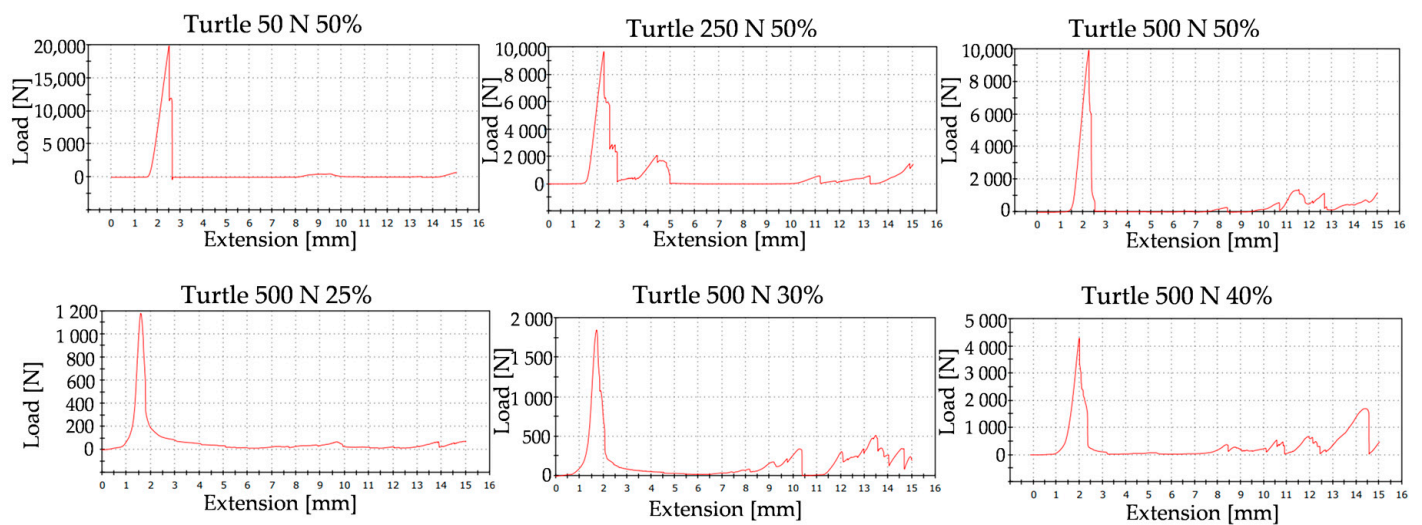 Turtle 50 N 50%
Load [N]
20,000
15,000
10,000
5 000
0
0 1 2 3 4 5 6 7 8 9 10 11 12 13 14 15 16
Extension [mm]
Turtle 250 N 50%
Load [N]
10,000
8 000
6 000
4 000
2 000
0
0 1 2 3 4 5 6 7 8 9 10 11 12 13 14 15 16
Extension [mm]
Turtle 500 N 50%
Load [N]
10,000
8 000
6 000
4 000
2 000
0
0 1 2 3 4 5 6 7 8 9 10 11 12 13 14 15 16
Extension [mm]
Turtle 500 N 25%
Load [N]
1 200
1 000
800
600
400
200
0
0 1 2 3 4 5 6 7 8 9 10 11 12 13 14 15 16
Extension [mm]
Turtle 500 N 30%
Load [N]
2 000
1 500
1 000
500
0
0 1 2 3 4 5 6 7 8 9 10 11 12 13 14 15 16
Extension [mm]
Turtle 500 N 40%
Load [N]
5 000
4 000
3 000
2 000
1 000
0
0 1 2 3 4 5 6 7 8 9 10 11 12 13 14 15 16
Extension [mm]